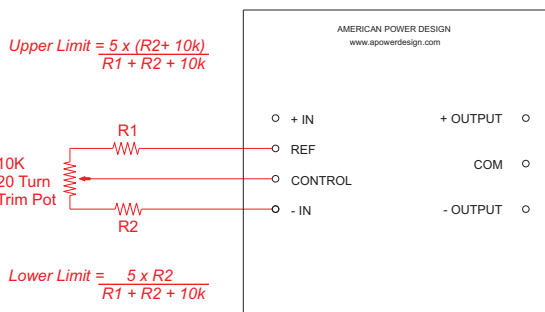 AMERICAN POWER DESIGN
www.apowerdesign.com
Upper Limit = 5 x (R2+ 10k)
R1 + R2 + 10k
+ IN
+ OUTPUT
R1
REF
10K
20 Turn
Trim Pot
COM
CONTROL
- IN
- OUTPUT
R2
Lower Limit = 5 x R2
R1 + R2 + 10k